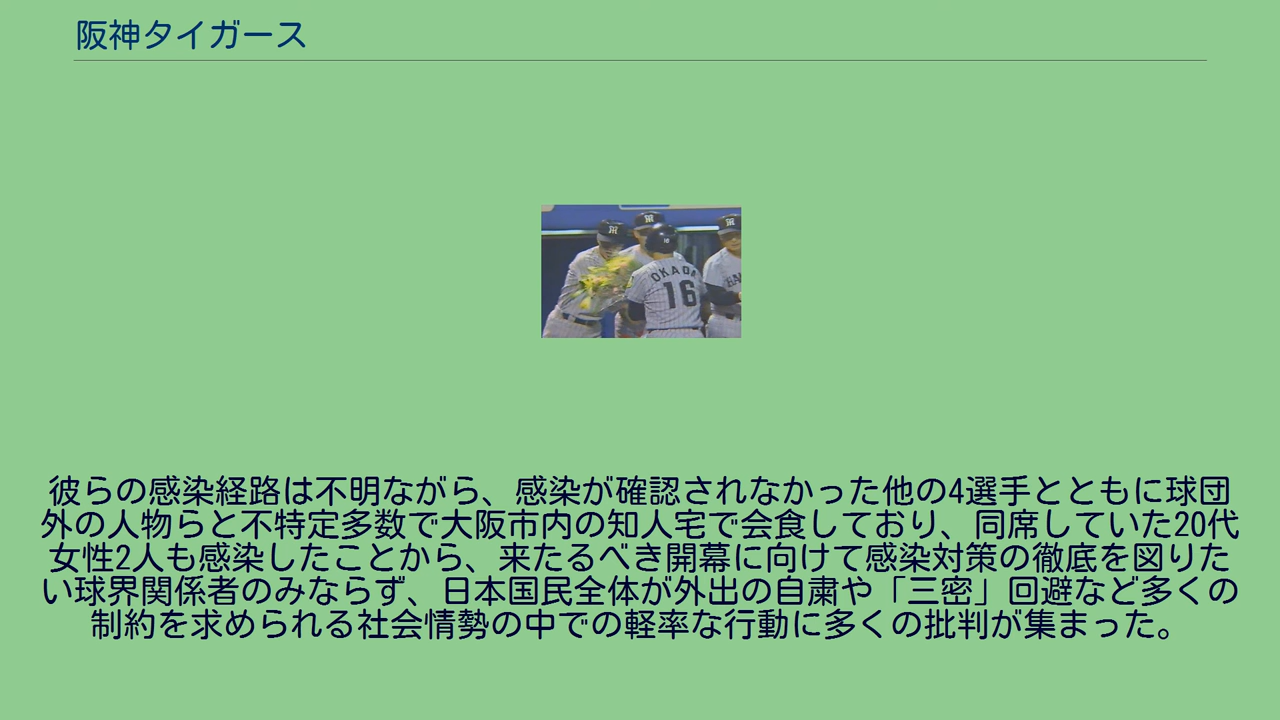 阪神タイガース
OKADA
16
彼らの感染経路は不明ながら、感染が確認されなかった他の4選手とともに球団
外の人物らと不特定多数で大阪市内の知人宅で会食しており、同席していた20代
女性2人も感染したことから、来たるべき開幕に向けて感染対策の徹底を図りた
い球界関係者のみならず、日本国民全体が外出の自粛や「三密」回避など多くの
制約を求められる社会情勢の中での軽率な行動に多くの批判が集まった。